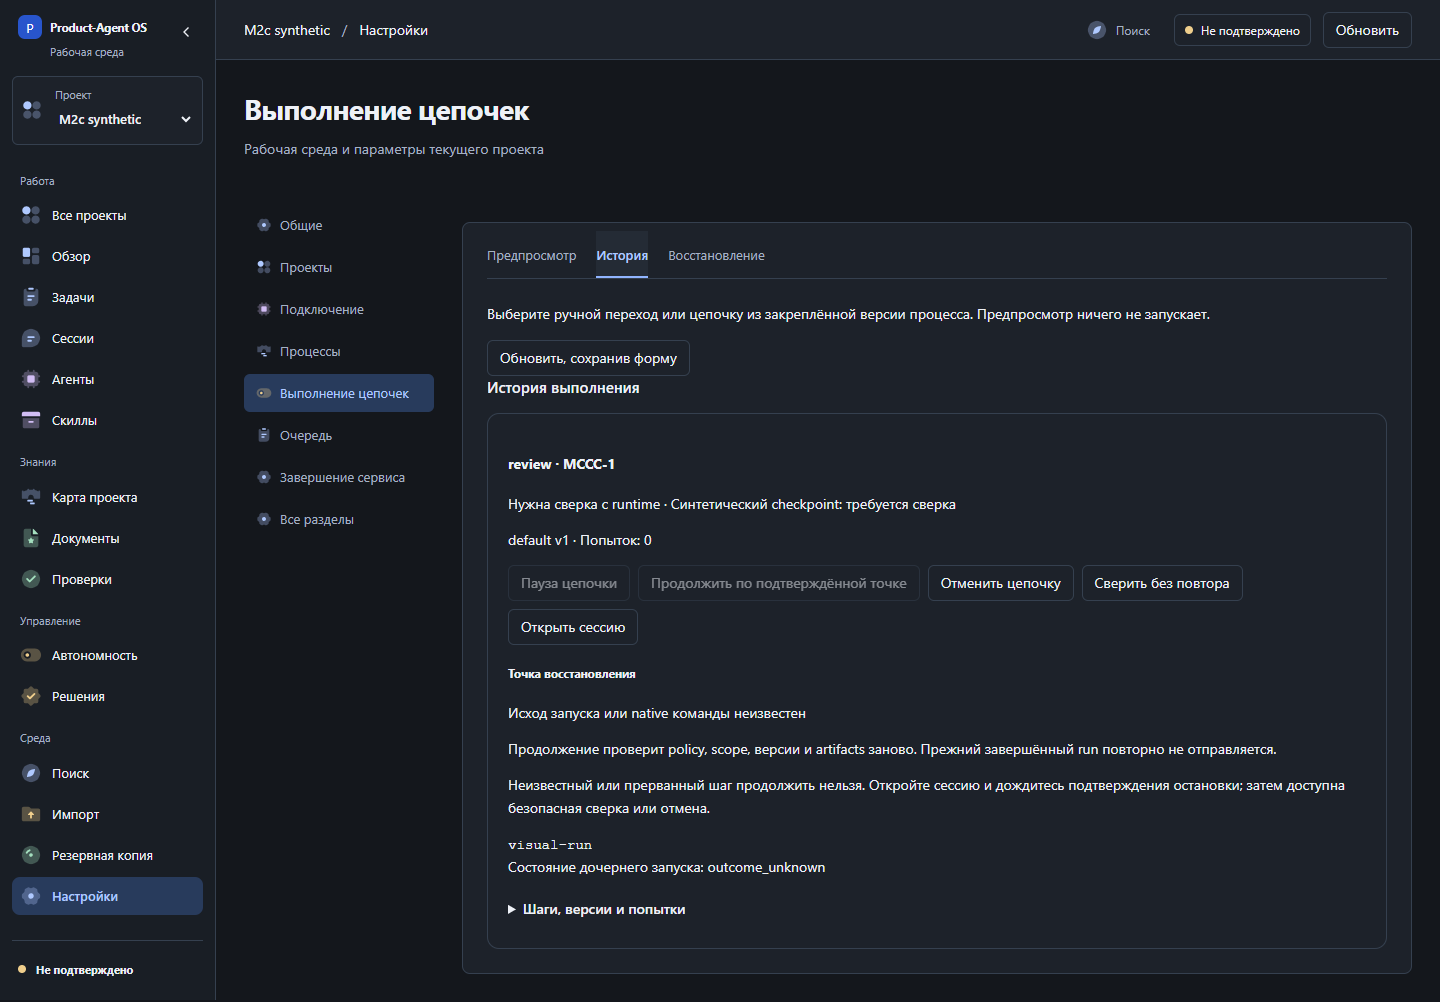 P
Product-Agent OS
Рабочая среда
Проект
M2c synthetic
Работа
Все проекты
Обзор
Задачи
Сессии
Агенты
Скиллы
Знания
Карта проекта
Документы
Проверки
Управление
Автономность
Решения
Среда
Поиск
Импорт
Резервная копия
Настройки
Не подтверждено
M2c synthetic / Настройки
Поиск
Не подтверждено
Обновить
Выполнение цепочек
Рабочая среда и параметры текущего проекта
Общие
Проекты
Подключение
Процессы
Выполнение цепочек
Очередь
Завершение сервиса
Все разделы
Предпросмотр История Восстановление
Выберите ручной переход или цепочку из закреплённой версии процесса. Предпросмотр ничего не запускает.
Обновить, сохранив форму
История выполнения
review · MCCC-1
Нужна сверка с runtime · Синтетический checkpoint: требуется сверка
default v1 · Попыток: 0
Пауза цепочки Продолжить по подтверждённой точке Отменить цепочку Сверить без повтора
Открыть сессию
Точка восстановления
Исход запуска или native команды неизвестен
Продолжение проверит policy, scope, версии и artifacts заново. Прежний завершённый run повторно не отправляется.
Неизвестный или прерванный шаг продолжить нельзя. Откройте сессию и дождитесь подтверждения остановки; затем доступна
безопасная сверка или отмена.
visual-run
Состояние дочернего запуска: outcome_unknown
Шаги, версии и попытки